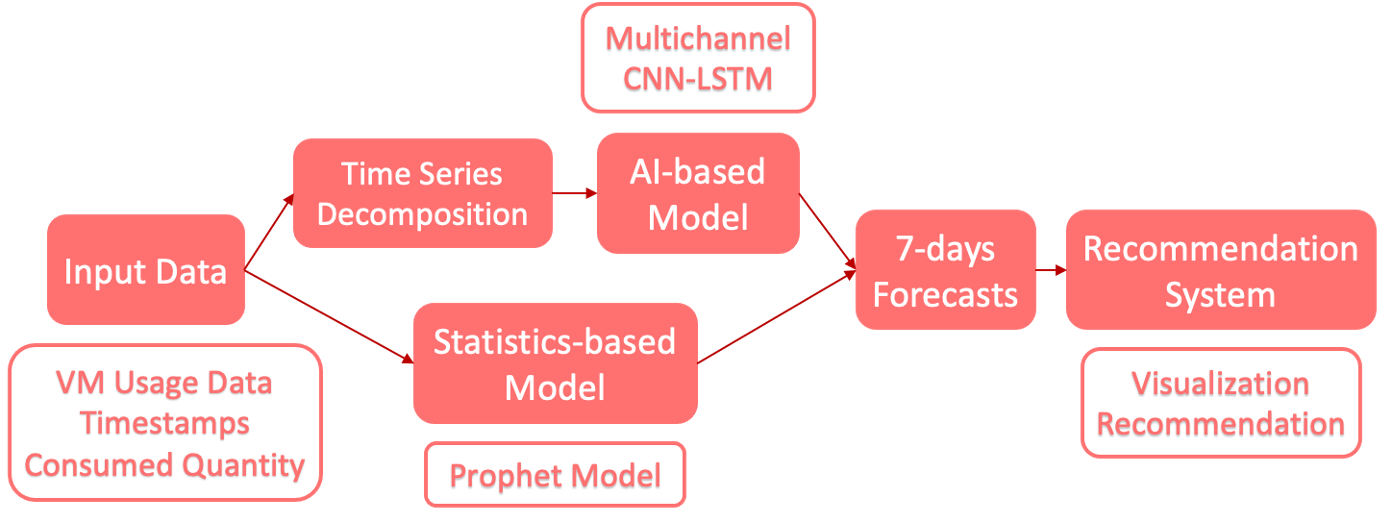 Multichannel
CNN-LSTM
Time Series
Decomposition
AI-based
Model
Input Data
7-days
Forecasts
Recommendation
System
Statistics-based
Model
VM Usage Data
Timestamps
Consumed Quantity
Visualization
Recommendation
Prophet Model